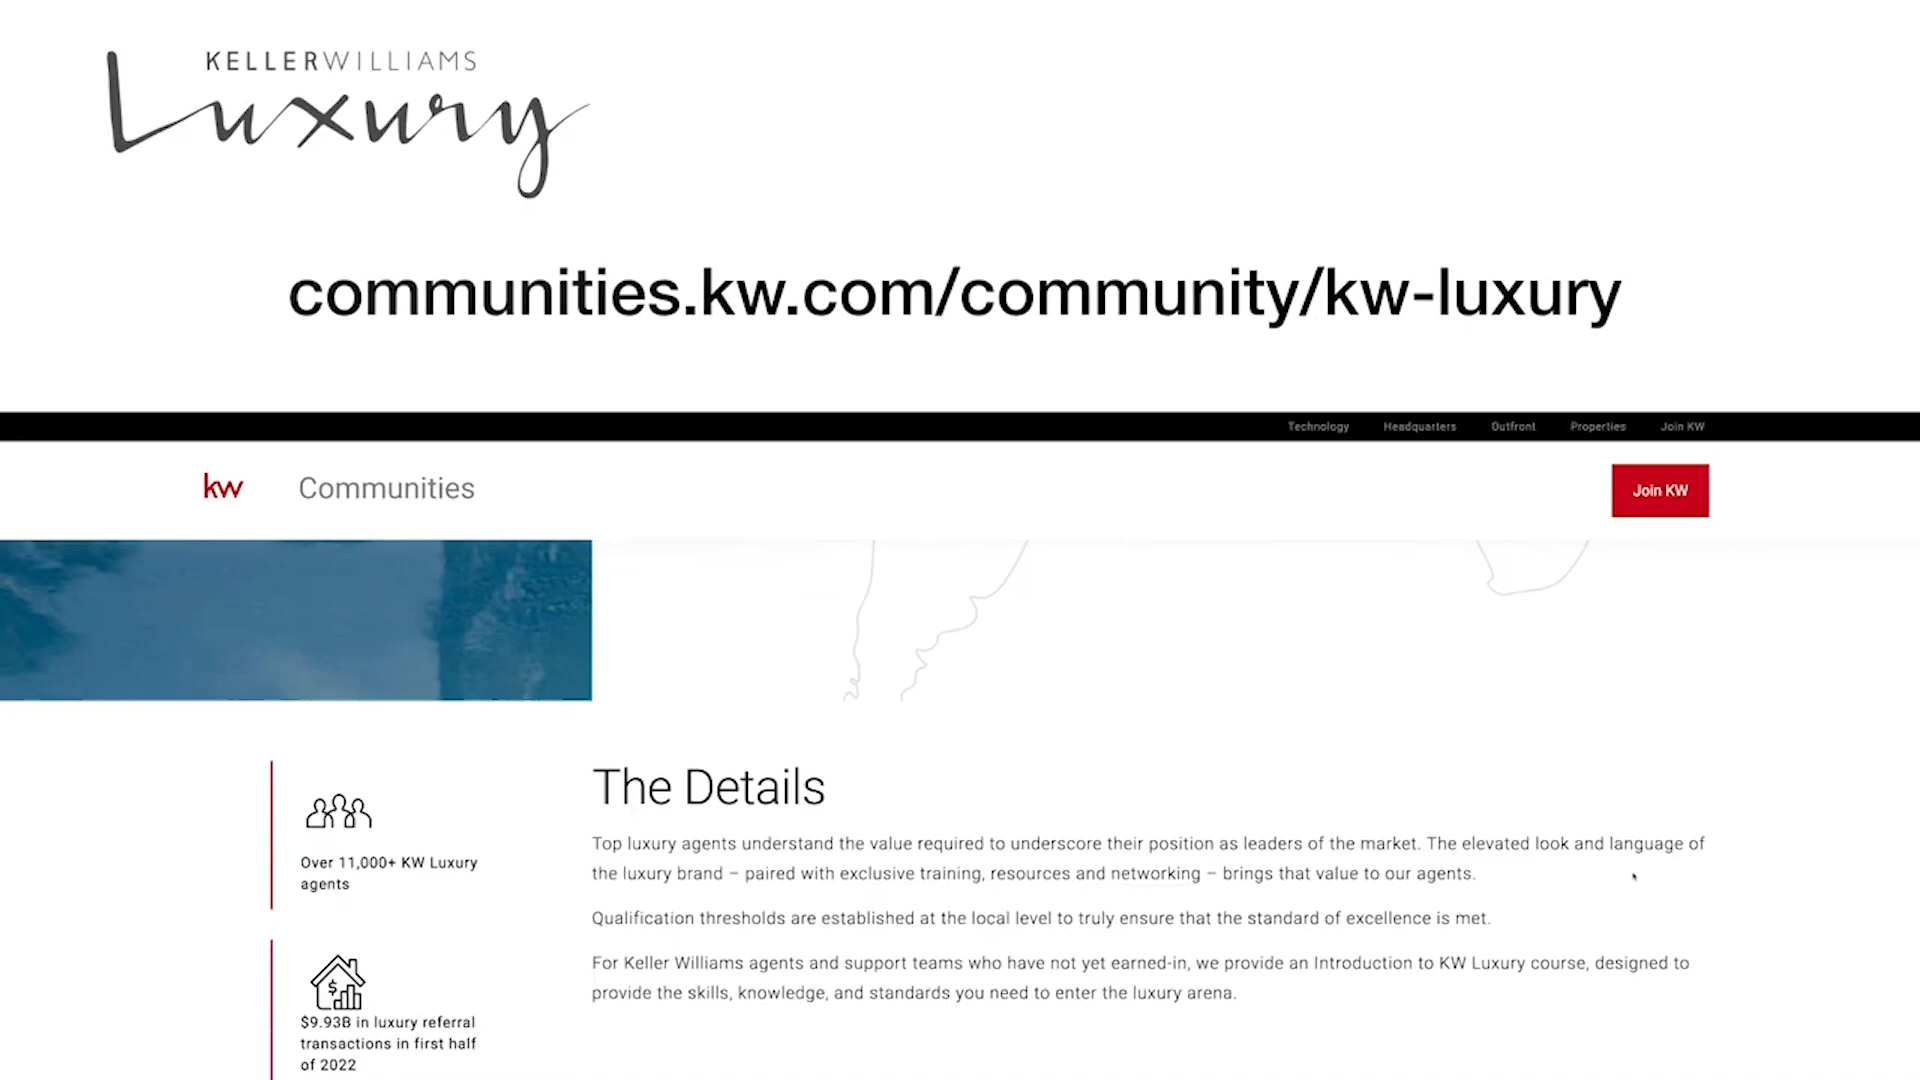 KELLERWILLIAMS
Luxury
communities.kw.com/community/kw-luxury
Technology Headquarters Outfront Properties Join KW
kw Communities Join KW
The Details
Top luxury agents understand the value required to underscore their position as leaders of the market. The elevated look and language of
the luxury brand – paired with exclusive training, resources and networking – brings that value to our agents.
Qualification thresholds are established at the local level to truly ensure that the standard of excellence is met.
For Keller Williams agents and support teams who have not yet earned-in, we provide an Introduction to KW Luxury course, designed to
provide the skills, knowledge, and standards you need to enter the luxury arena.
Over 11,000+ KW Luxury
agents
$
$9.93B in luxury referral
transactions in first half
of 2022